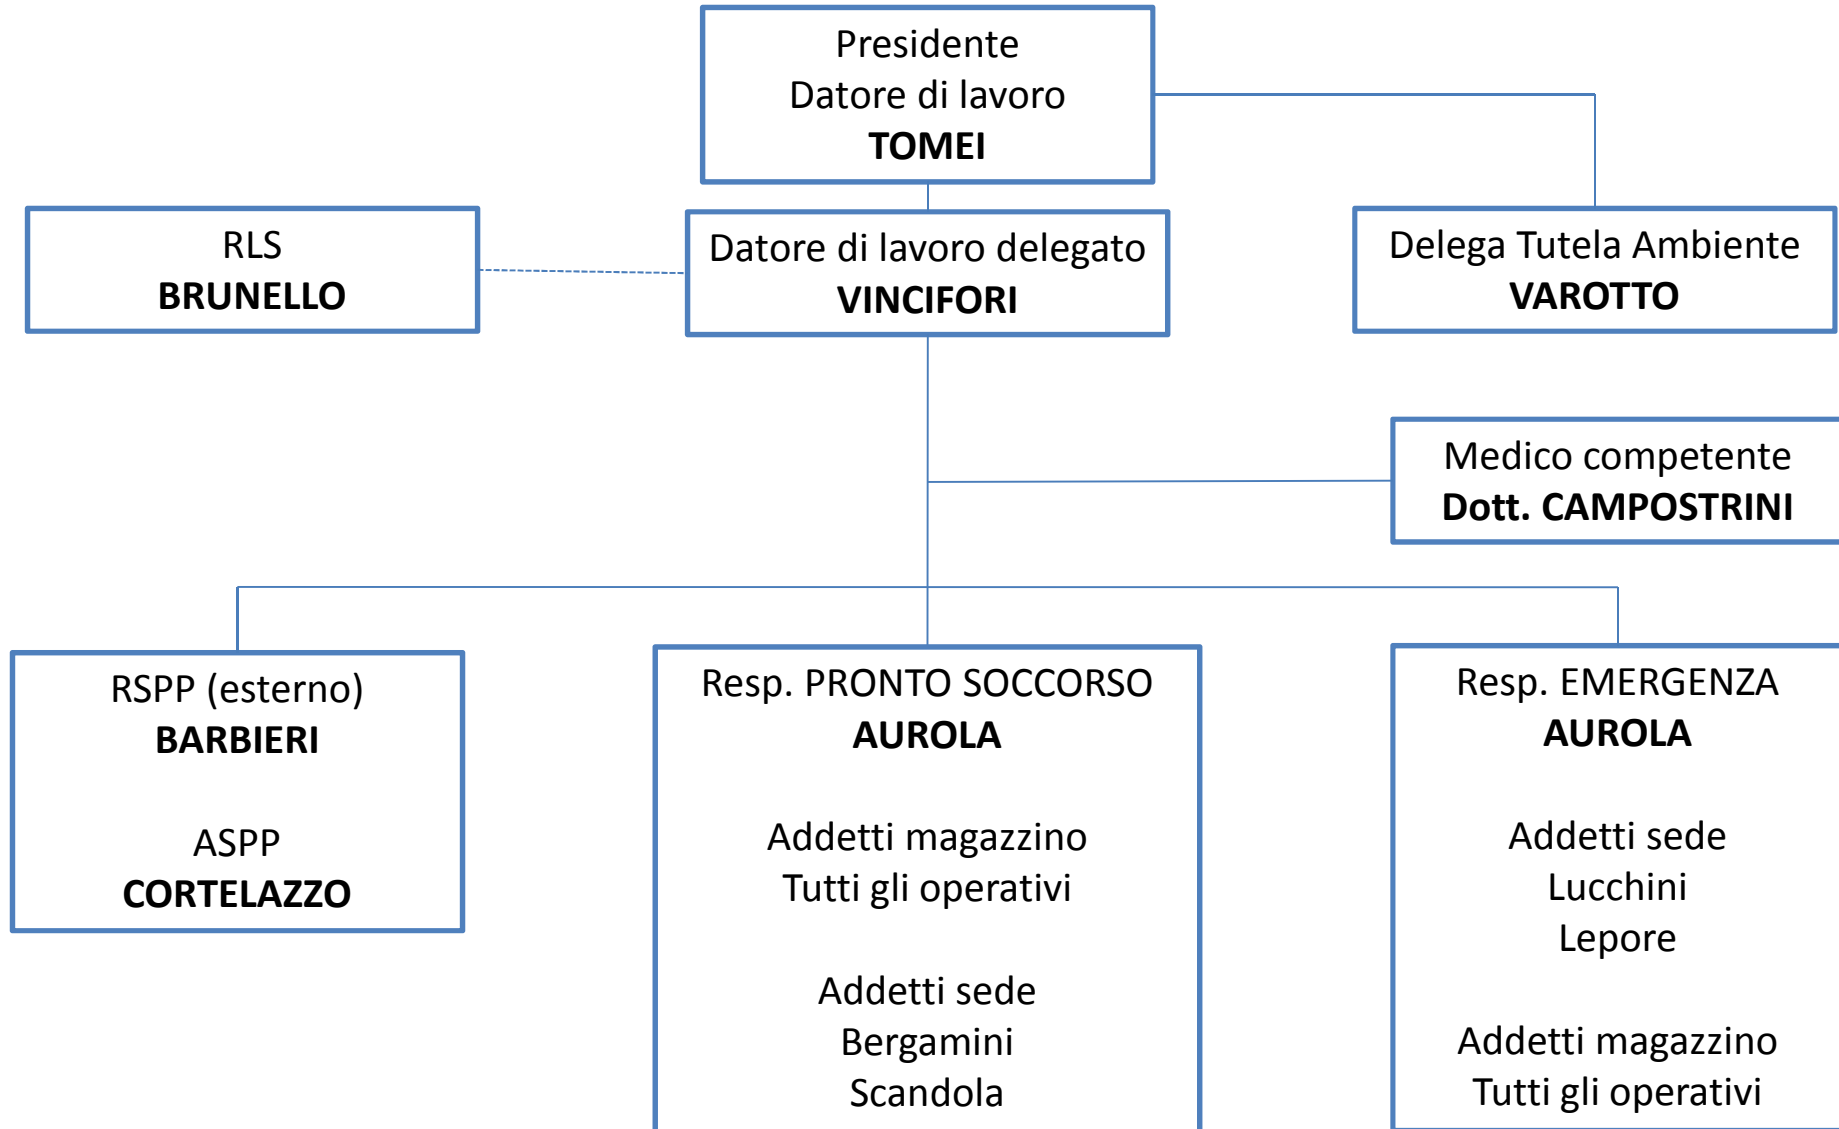 Presidente
Datore di lavoro
TOMEI
RLS
BRUNELLO
Datore di lavoro delegato
VINCIFORI
Delega Tutela Ambiente
VAROTTO
Medico competente
Dott. CAMPOSTRINI
RSPP (esterno)
BARBIERI
ASPP
CORTELAZZO
Resp. PRONTO SOCCORSO
AUROLA
Addetti magazzino
Tutti gli operativi
Addetti sede
Bergamini
Scandola
Resp. EMERGENZA
AUROLA
Addetti sede
Lucchini
Lepore
Addetti magazzino
Tutti gli operativi